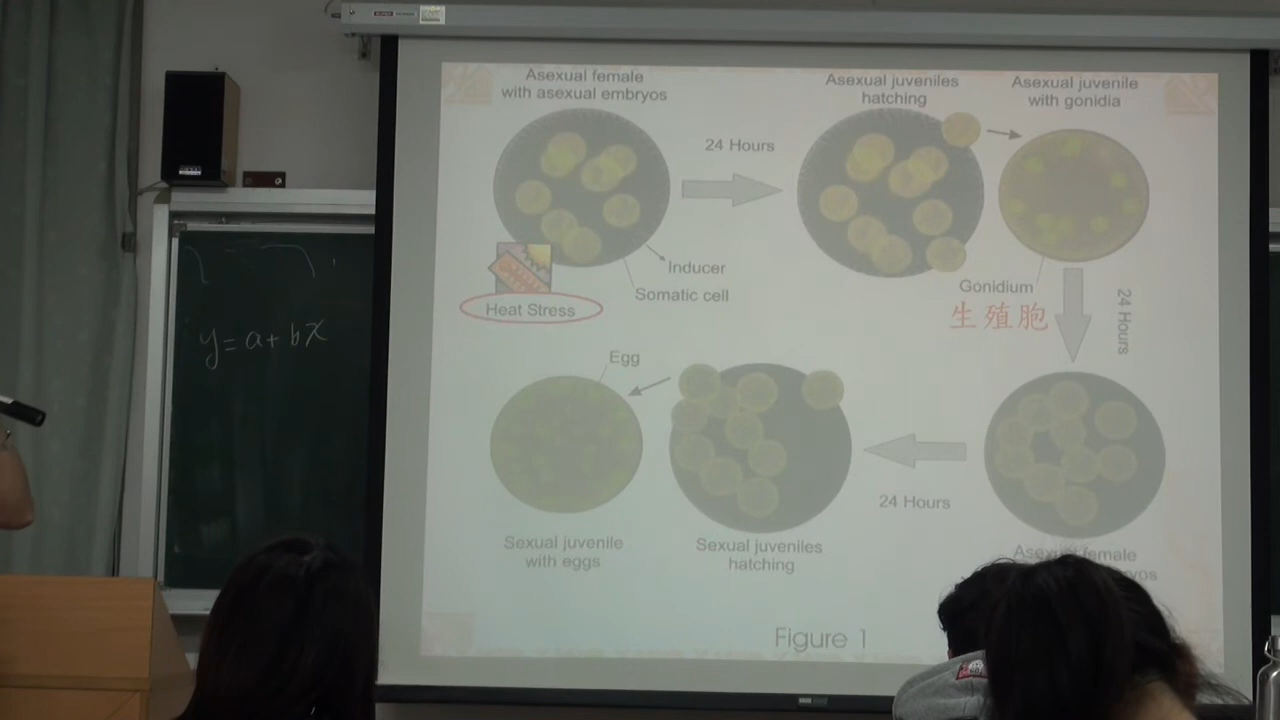 Asexual female
with asexual embryos
24 Hours
Asexual juveniles
hatching
Asexual juvenile
with gonidia
Inducer
Somatic cell
Heat Stress
Gonidium
生殖胞
24 Hours
y=a+bx
Egg
24 Hours
Sexual juvenile
with eggs
Sexual juveniles
hatching
Asexual female
Figure 1